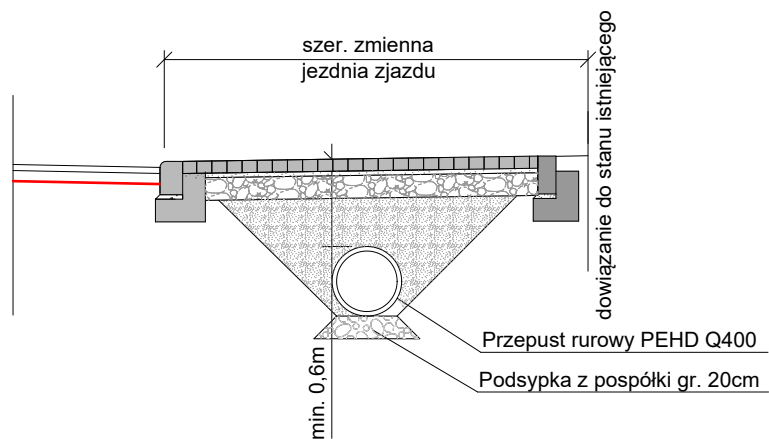 szer. zmienna
jezdnia zjazdu
dowiązanie do stanu istniejącego
Przepust rurowy PEHD Q400
Podsypka z pospółki gr. 20cm
min. 0,6m